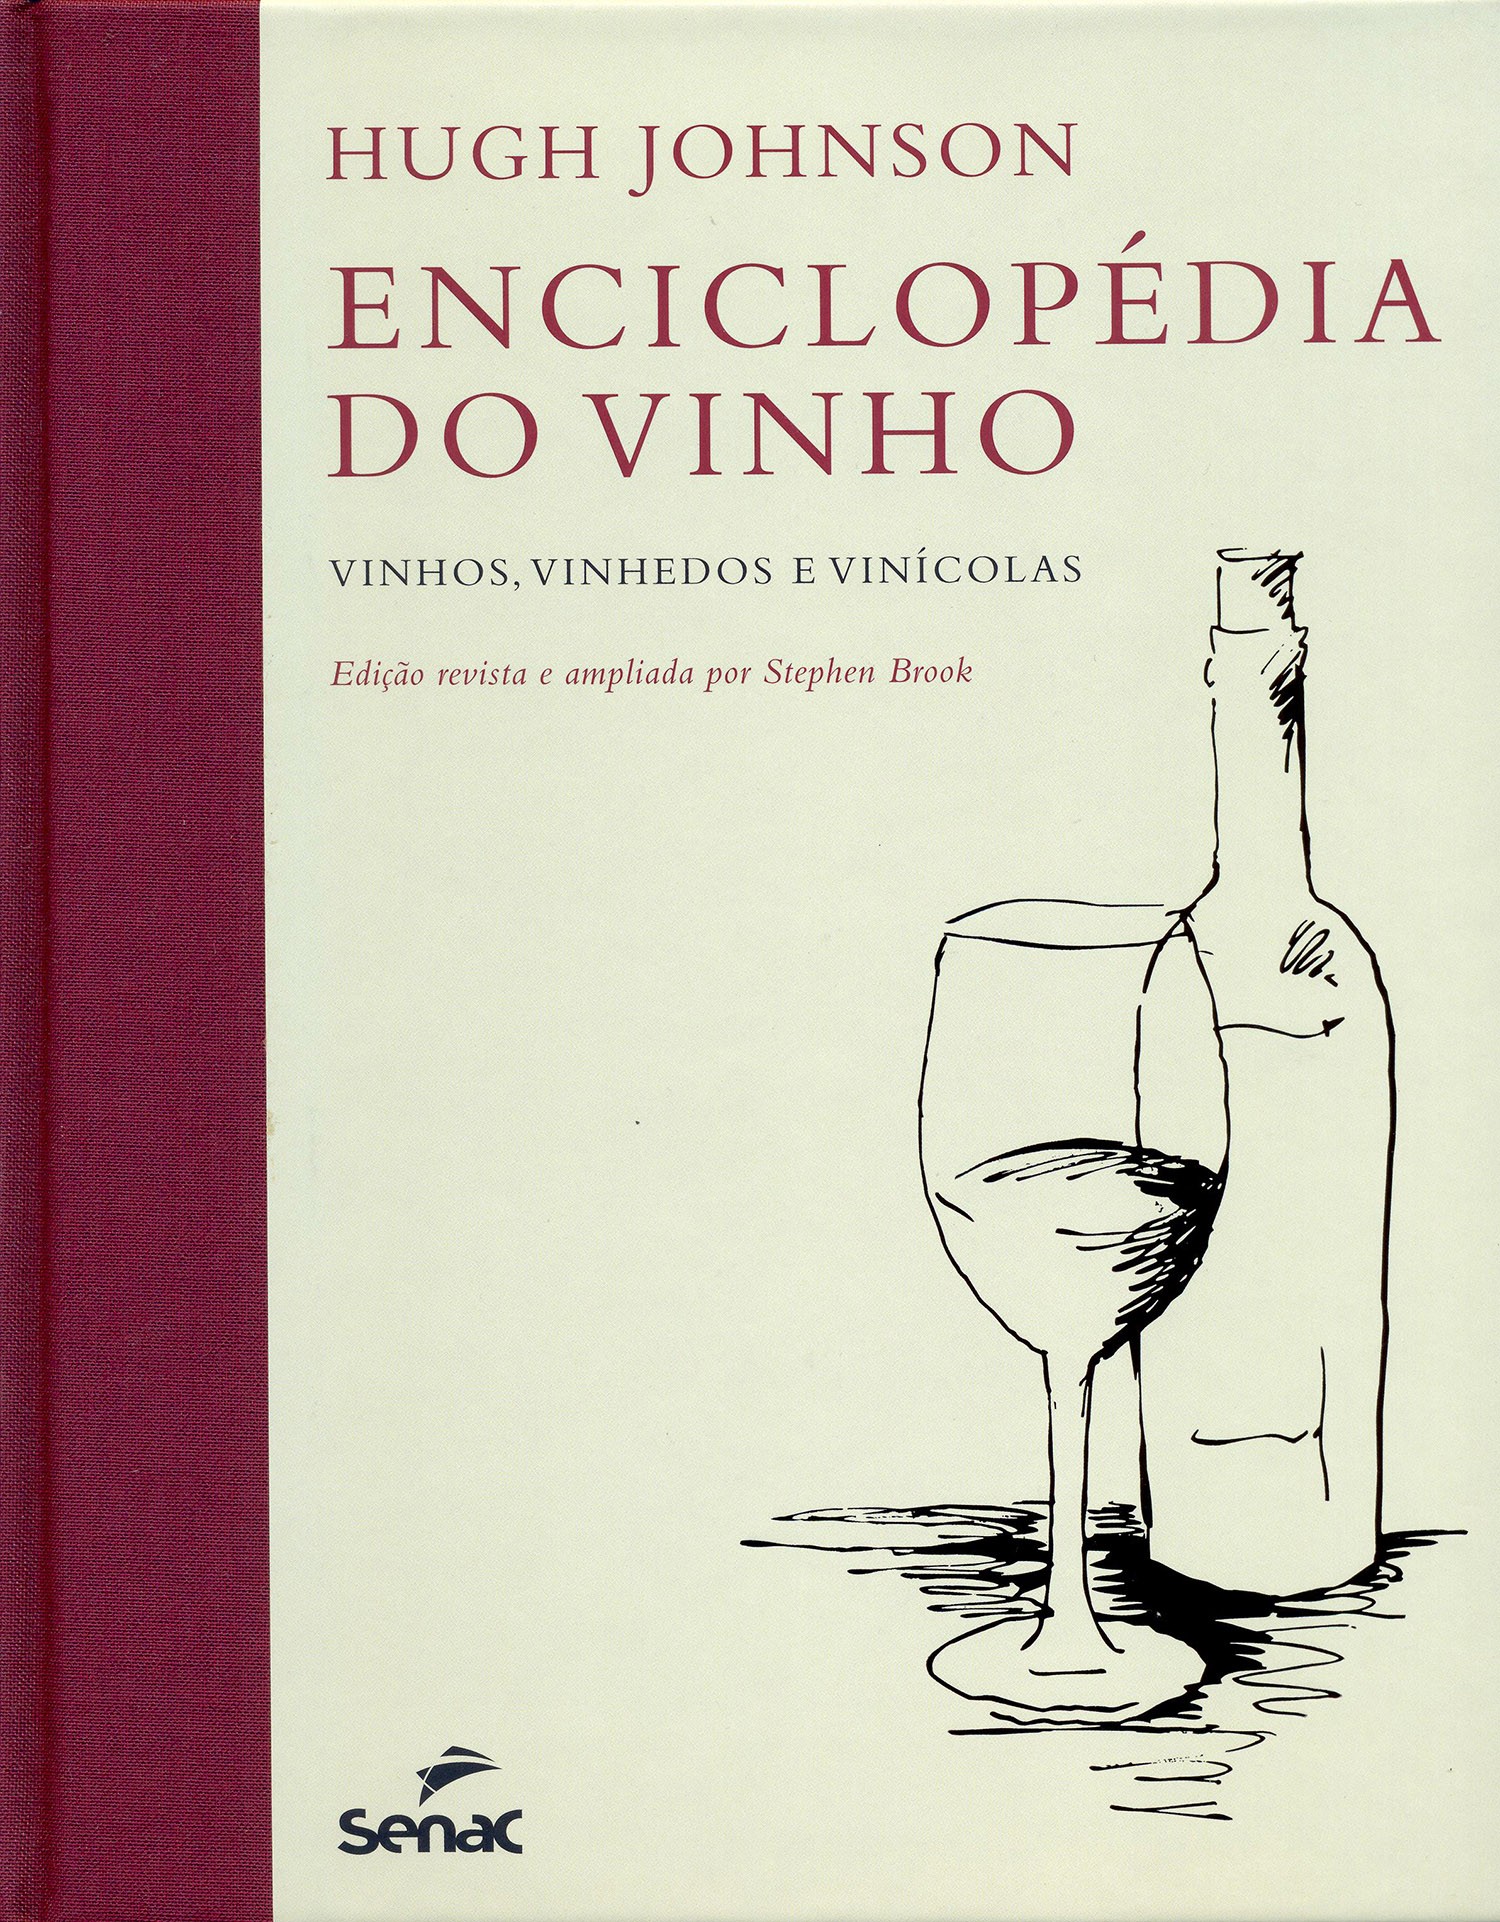 HUGH JOHNSON
ENCICLOPÉDIA
DO VINHO
VINHOS, VINHEDOS E VINÍCOLAS
Edição revista e ampliada por Stephen Brook
Senac